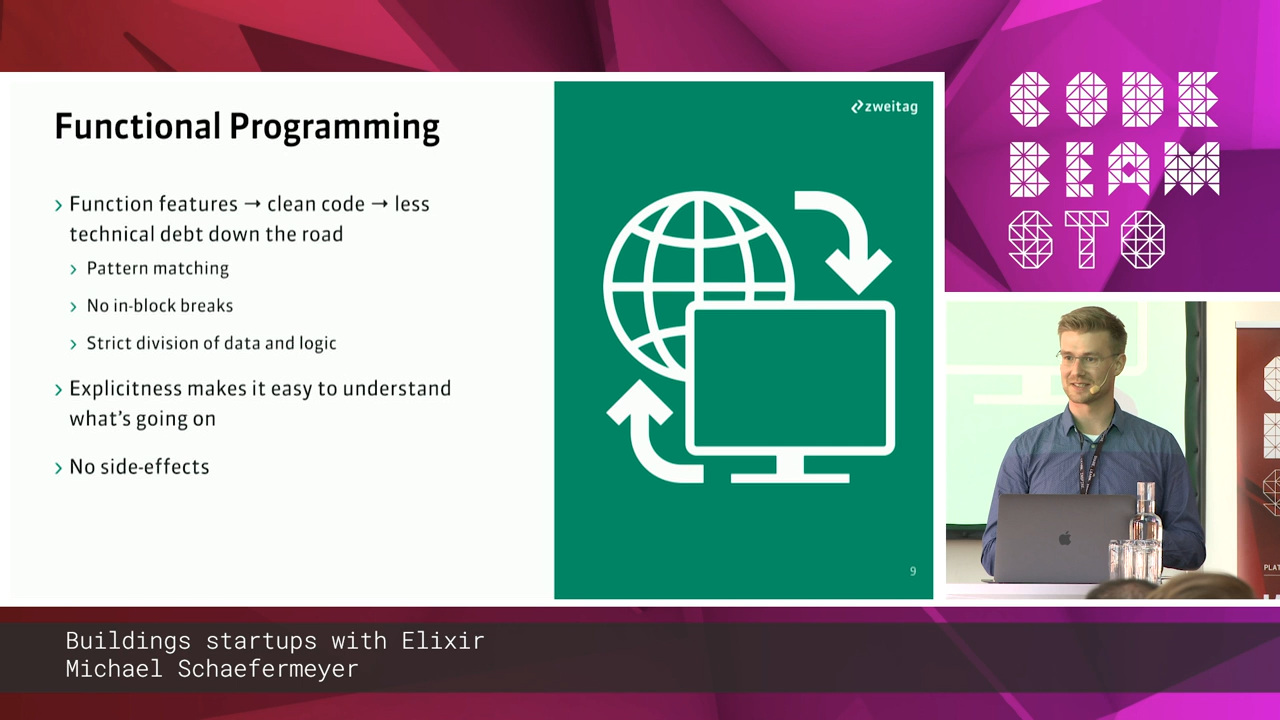 Functional Programming
› Function features → clean code → less
technical debt down the road
› Pattern matching
› No in-block breaks
› Strict division of data and logic
› Explicitness makes it easy to understand
what’s going on
› No side-effects
zweitag
9
CODE
BEAM
STO
PLAT
Buildings startups with Elixir
Michael Schaefermeyer